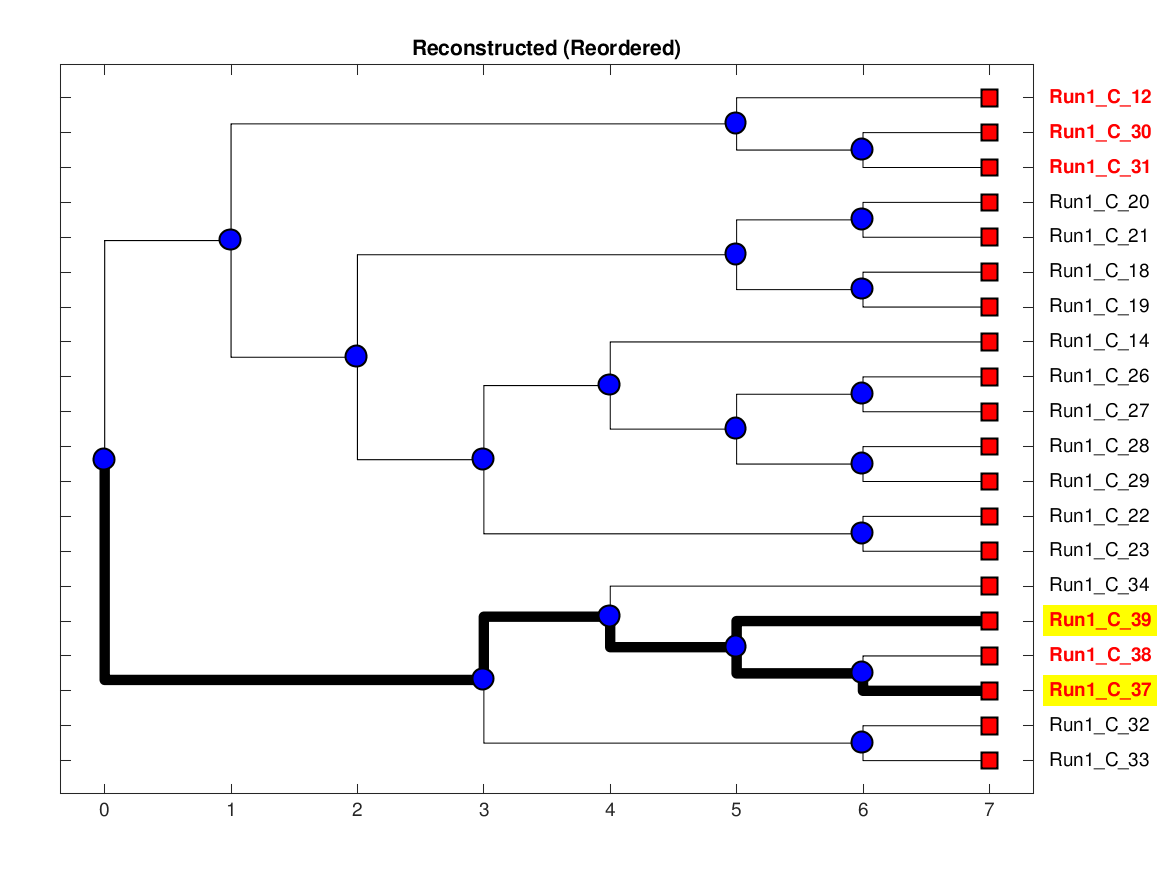 Reconstructed (Reordered)
Run1_C_12
Run1_C_30
Run1_C_31
Run1_C_20
Run1_C_21
Run1_C_18
Run1_C_19
Run1_C_14
Run1_C_26
Run1_C_27
Run1_C_28
Run1_C_29
Run1_C_22
Run1_C_23
Run1_C_34
Run1_C_39
Run1_C_38
Run1_C_37
Run1_C_32
Run1_C_33
0 1 2 3 4 5 6 7